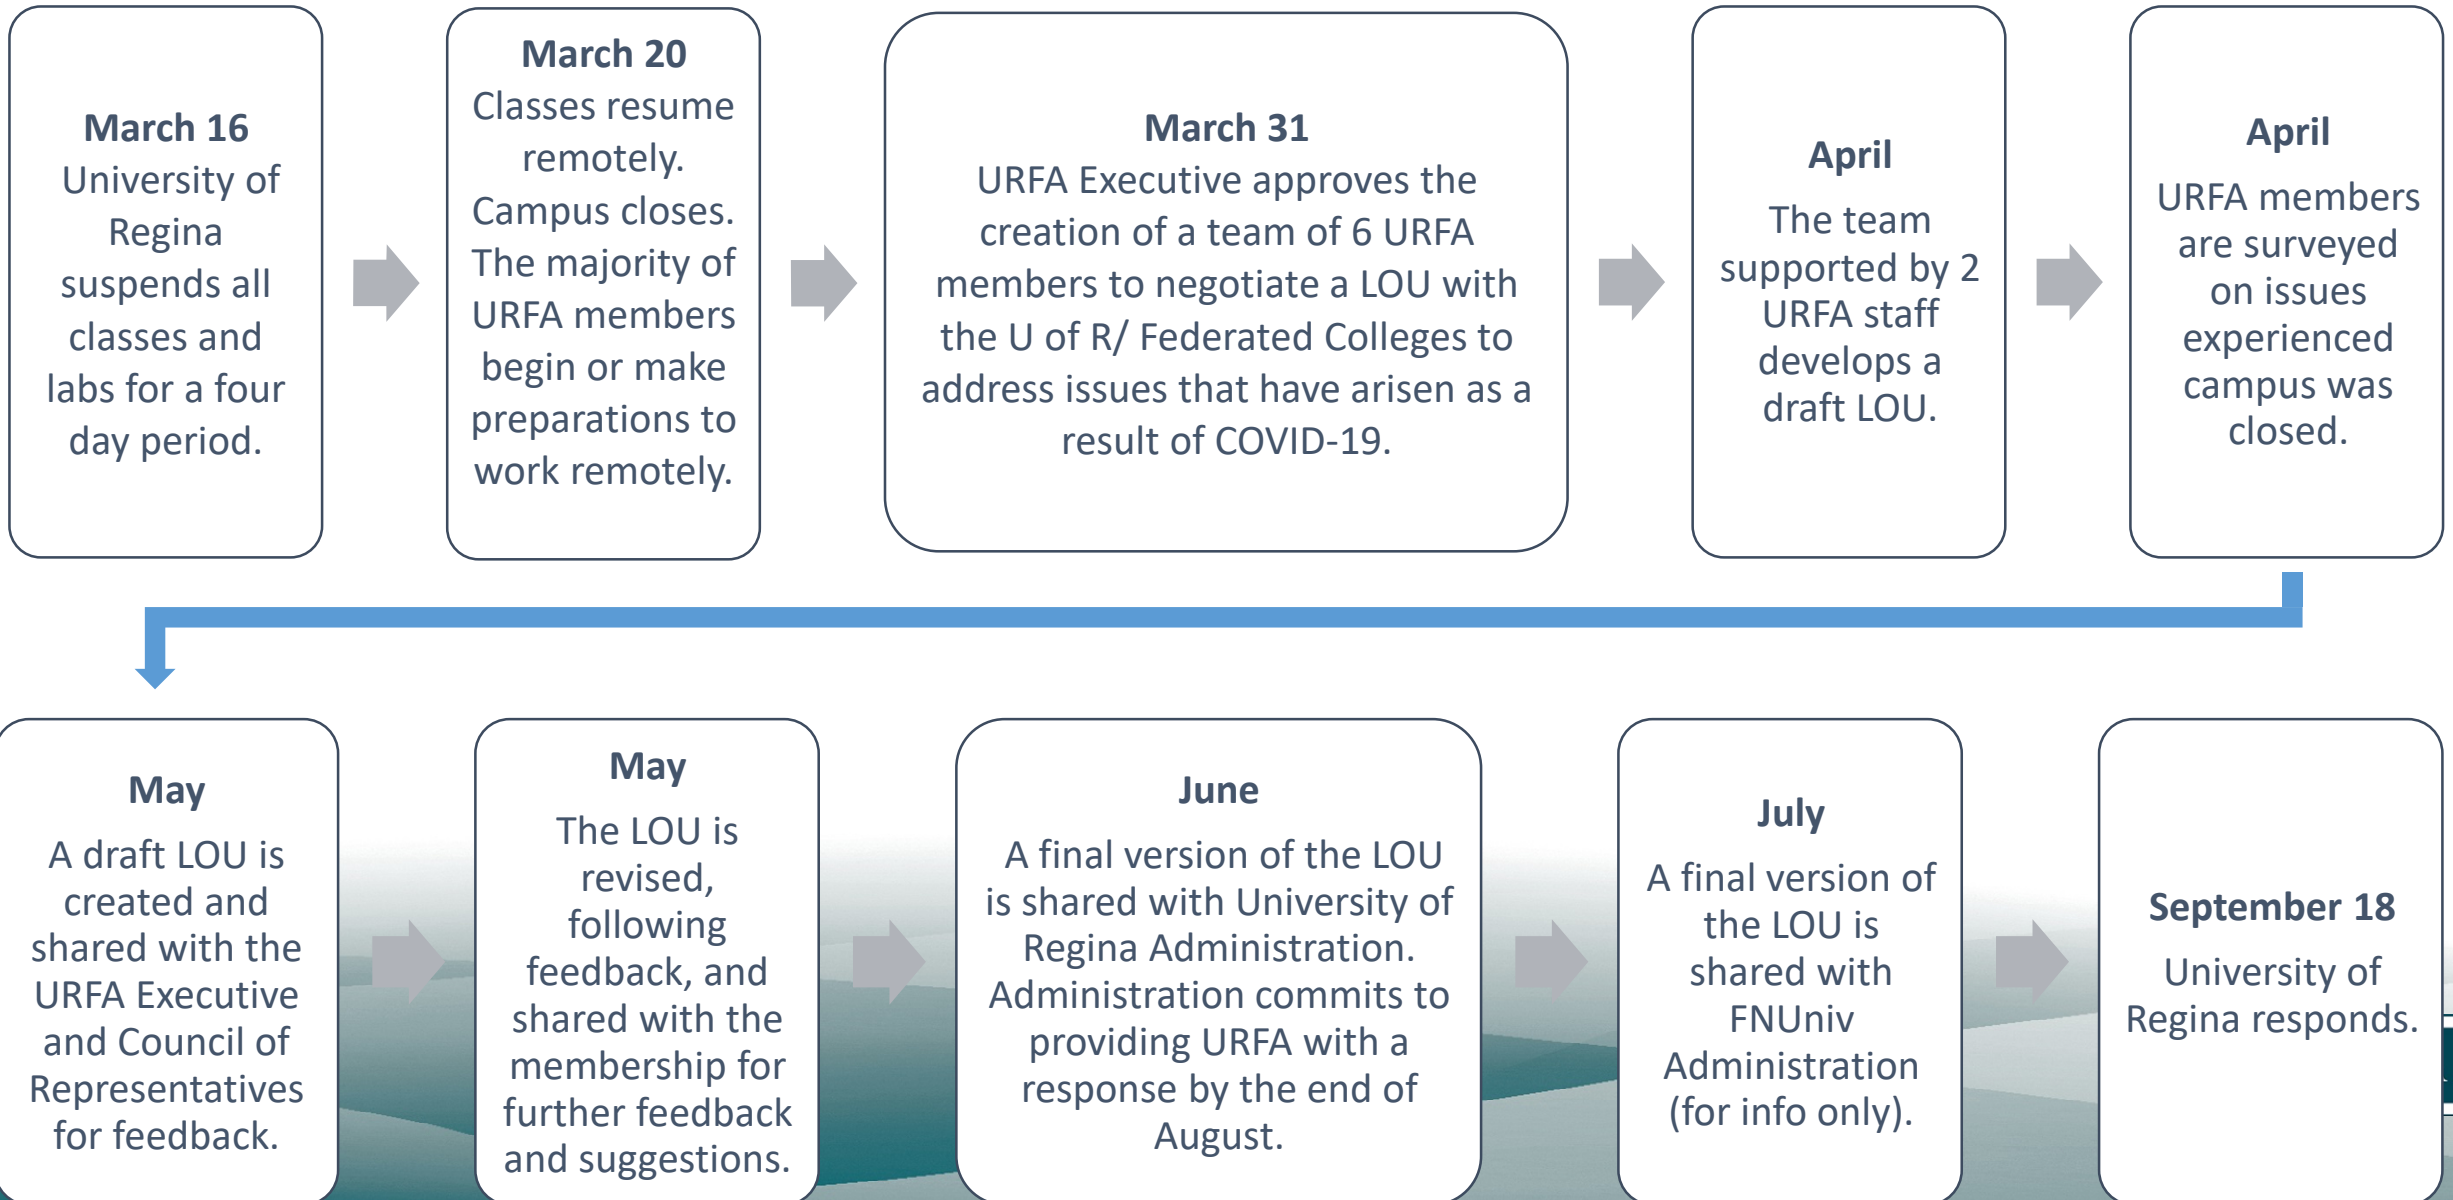 March 16
University of
Regina
suspends all
classes and
labs for a four
day period.
March 20
Classes resume
remotely.
Campus closes.
The majority of
URFA members
begin or make
preparations to
work remotely.
March 31
URFA Executive approves the
creation of a team of 6 URFA
members to negotiate a LOU with
the U of R/ Federated Colleges to
address issues that have arisen as a
result of COVID-19.
April
The team
supported by 2
URFA staff
develops a
draft LOU.
April
URFA members
are surveyed
on issues
experienced
campus was
closed.
May
A draft LOU is
created and
shared with the
URFA Executive
and Council of
Representatives
for feedback.
May
The LOU is
revised,
following
feedback, and
shared with the
membership for
further feedback
and suggestions.
June
A final version of the LOU
is shared with University of
Regina Administration.
Administration commits to
providing URFA with a
response by the end of
August.
July
A final version of
the LOU is
shared with
FNUniv
Administration
(for info only).
September 18
University of
Regina responds.